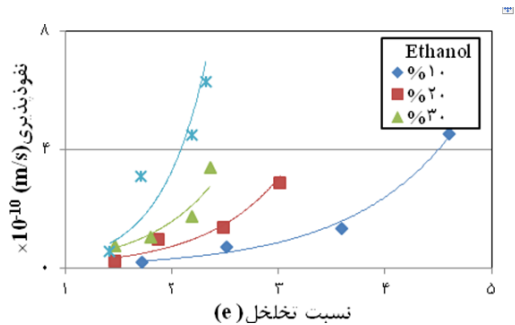 ۸
۴
۰
نفوذپذیری(m/s) ×10⁻¹⁰
Ethanol
%۱۰
%۲۰
%۳۰
۱ ۲ ۳ ۴ ۵
نسبت تخلخل( e)